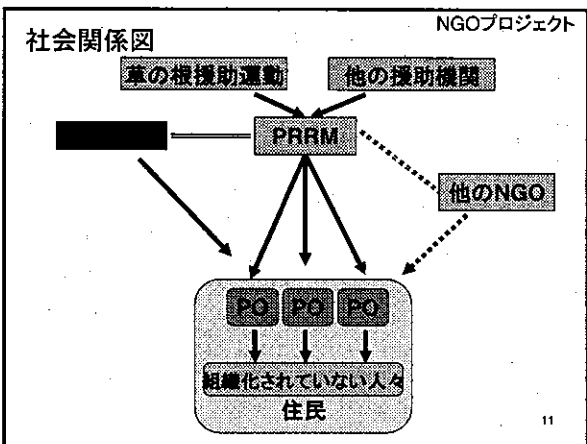 NGOプロジェクト
社会関係図
草の根援助運動
他の援助機関
PRRM
他のNGO
PO PO PO
組織化されていない人々
住民
11